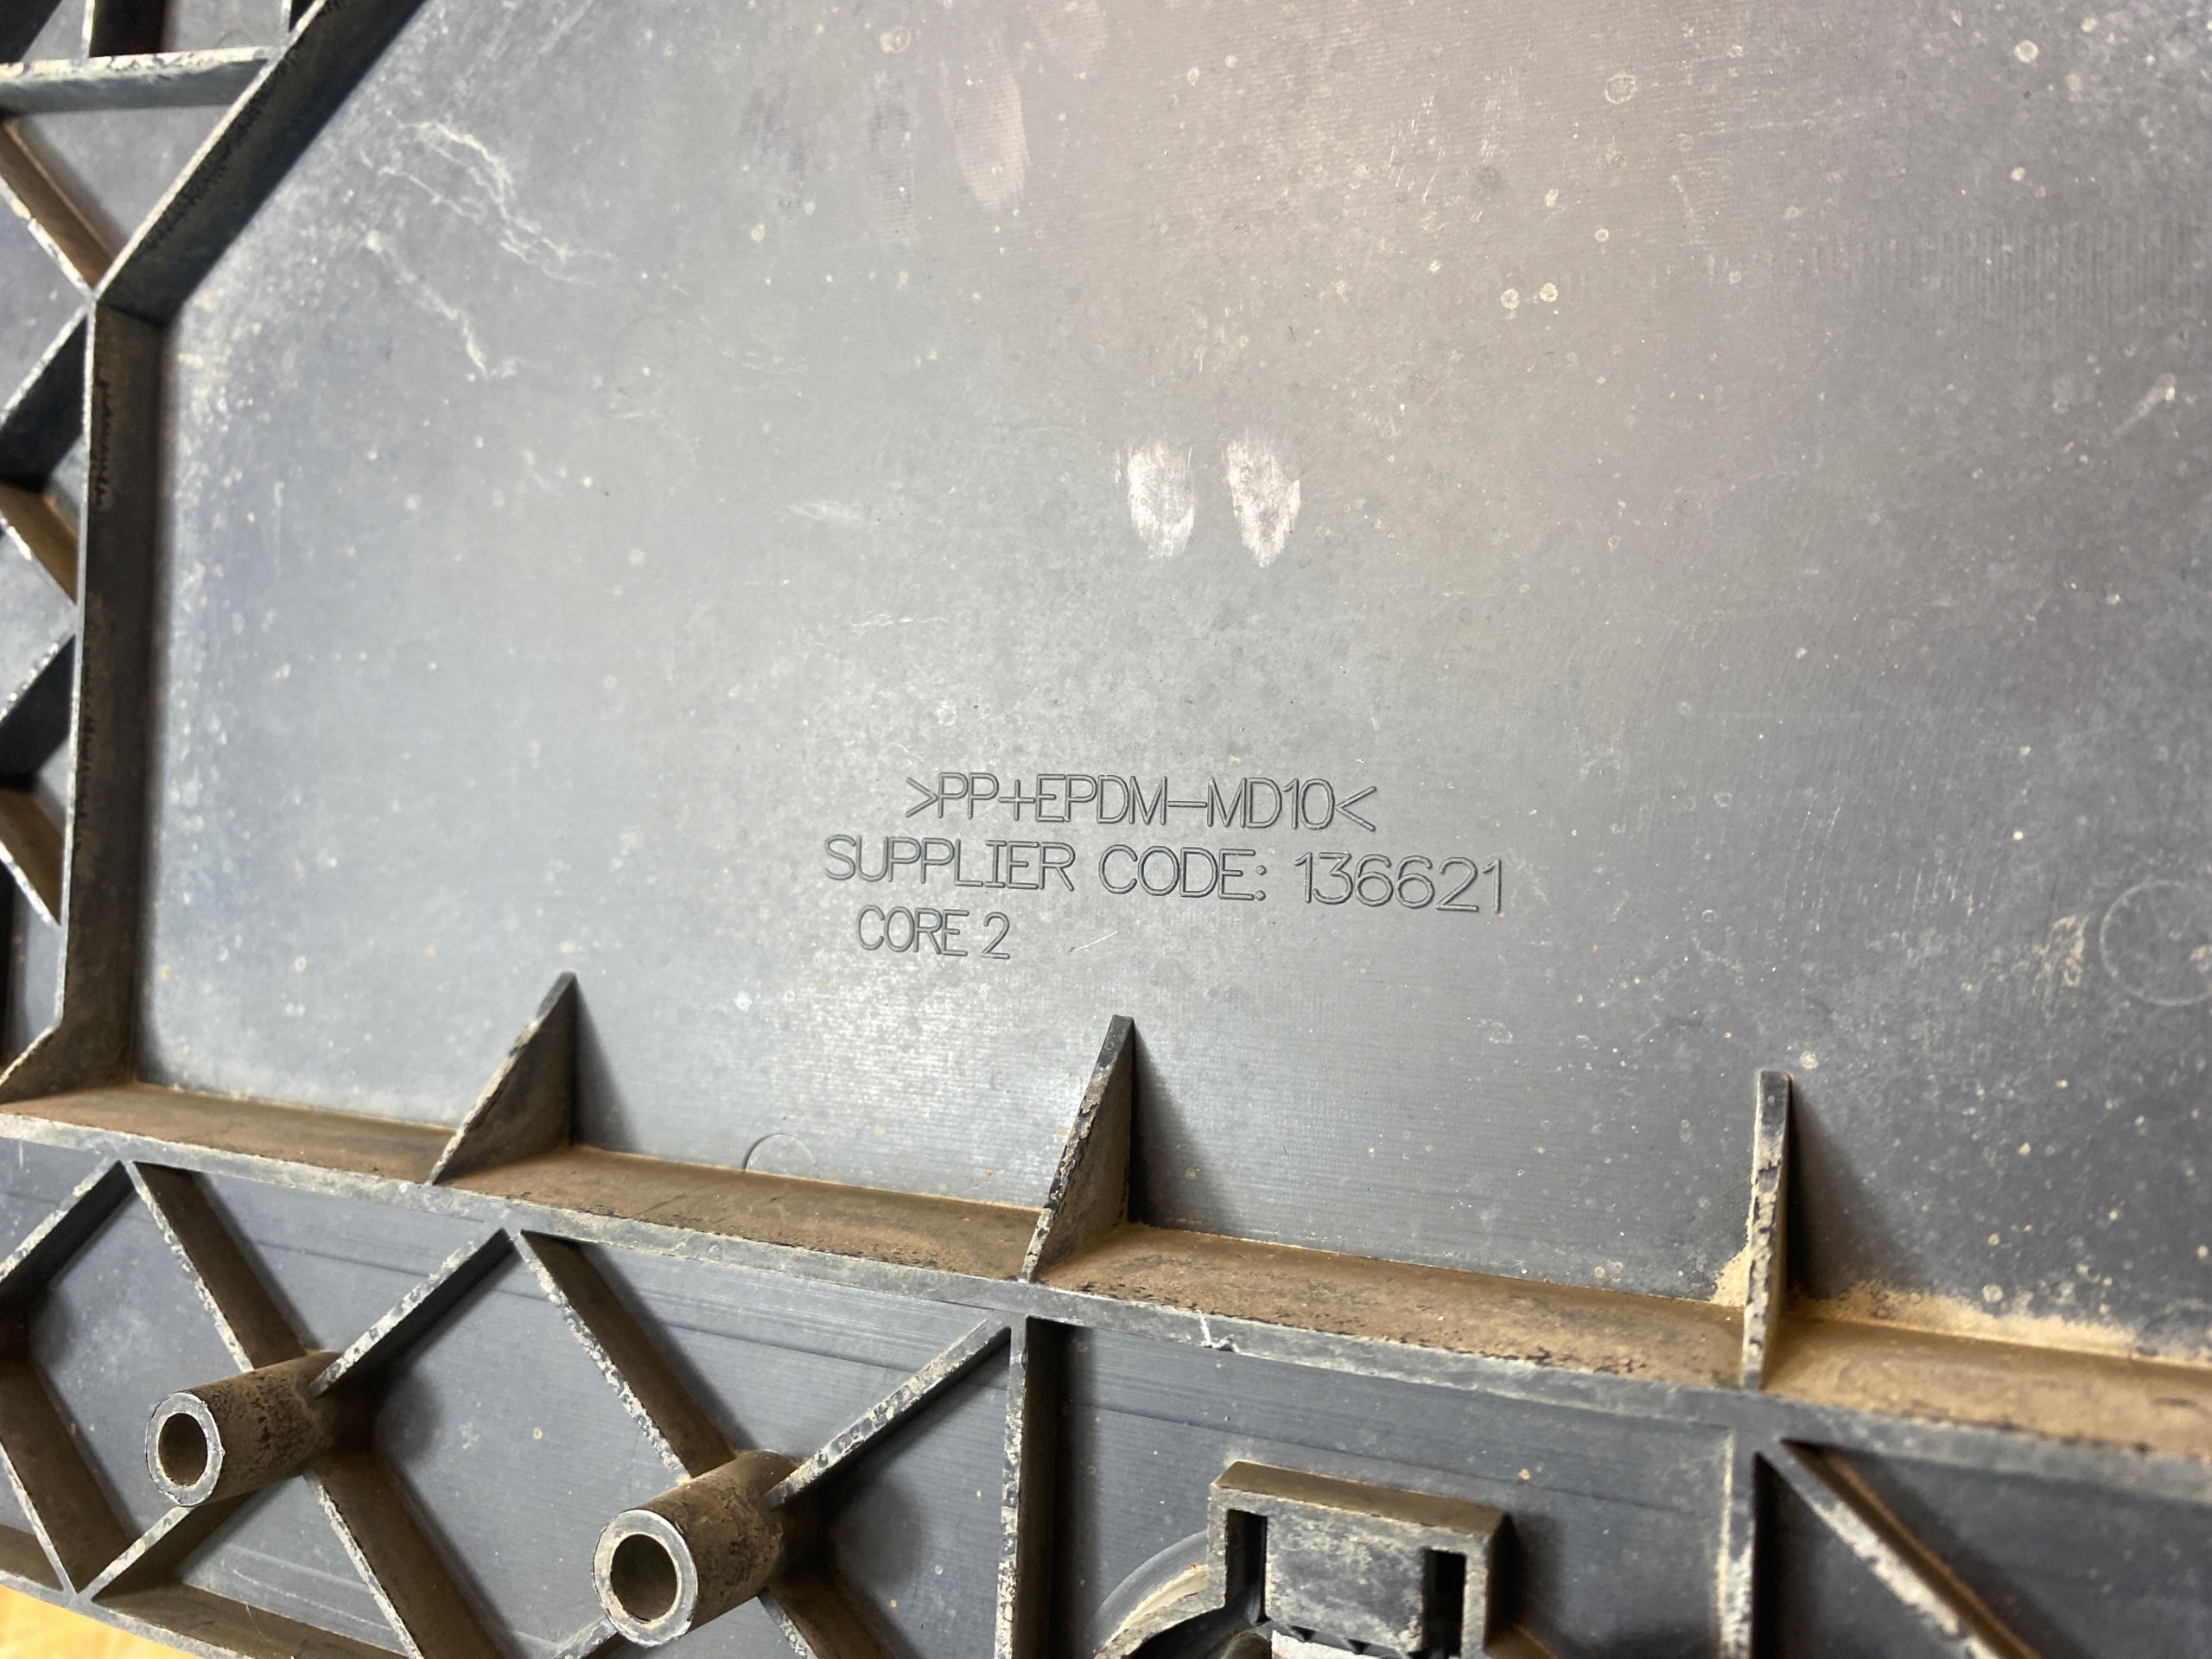 >PP+EPDM-MD10<
SUPPLIER CODE: 136621
CORE 2